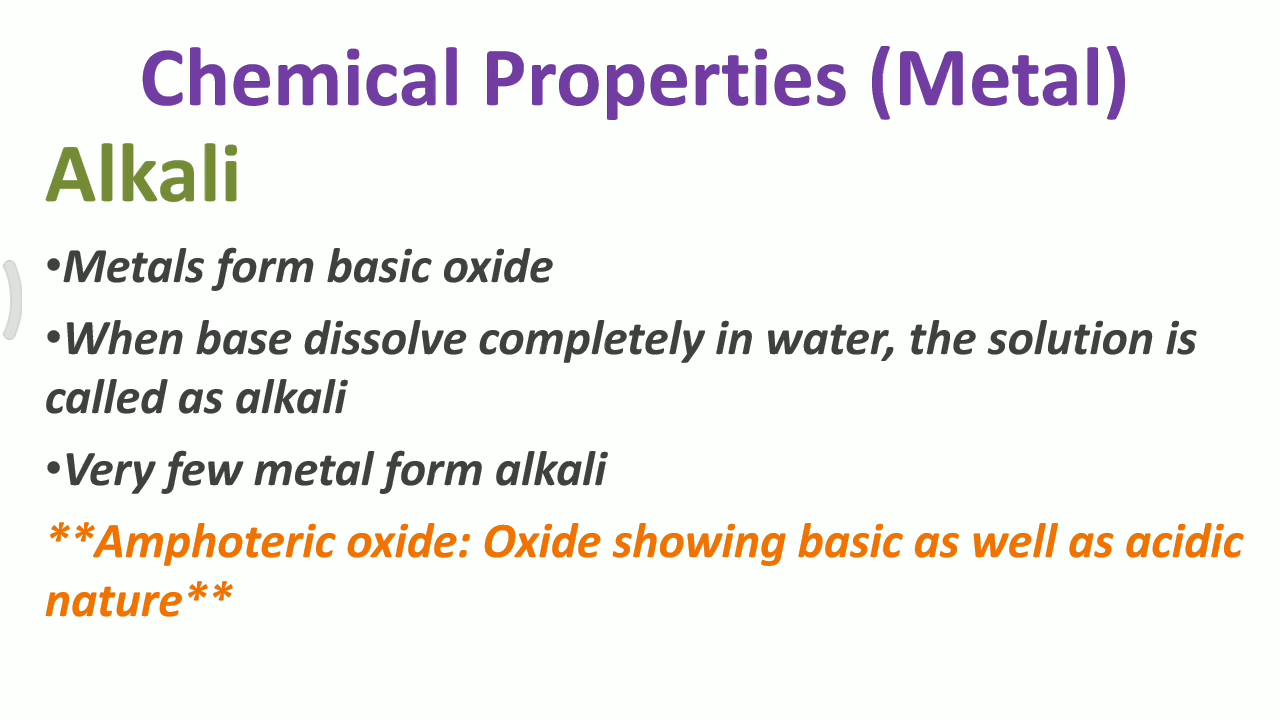 Chemical Properties (Metal)
Alkali
•Metals form basic oxide
•When base dissolve completely in water, the solution is
called as alkali
•Very few metal form alkali
**Amphoteric oxide: Oxide showing basic as well as acidic
nature**